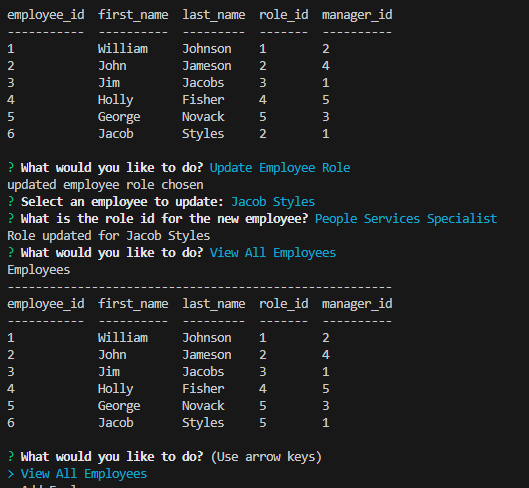 employee_id  first_name  last_name  role_id  manager_id
-----------  ----------  ---------  -------  ----------
1            William     Johnson    1        2
2            John        Jameson    2        4
3            Jim         Jacobs     3        1
4            Holly       Fisher     4        5
5            George      Novack     5        3
6            Jacob       Styles     2        1
? What would you like to do? Update Employee Role
updated employee role chosen
? Select an employee to update: Jacob Styles
? What is the role id for the new employee? People Services Specialist
Role updated for Jacob Styles
? What would you like to do? View All Employees
Employees
-------------------------------------------------------
employee_id  first_name  last_name  role_id  manager_id
-----------  ----------  ---------  -------  ----------
1            William     Johnson    1        2
2            John        Jameson    2        4
3            Jim         Jacobs     3        1
4            Holly       Fisher     4        5
5            George      Novack     5        3
6            Jacob       Styles     5        1
? What would you like to do? (Use arrow keys)
> View All Employees